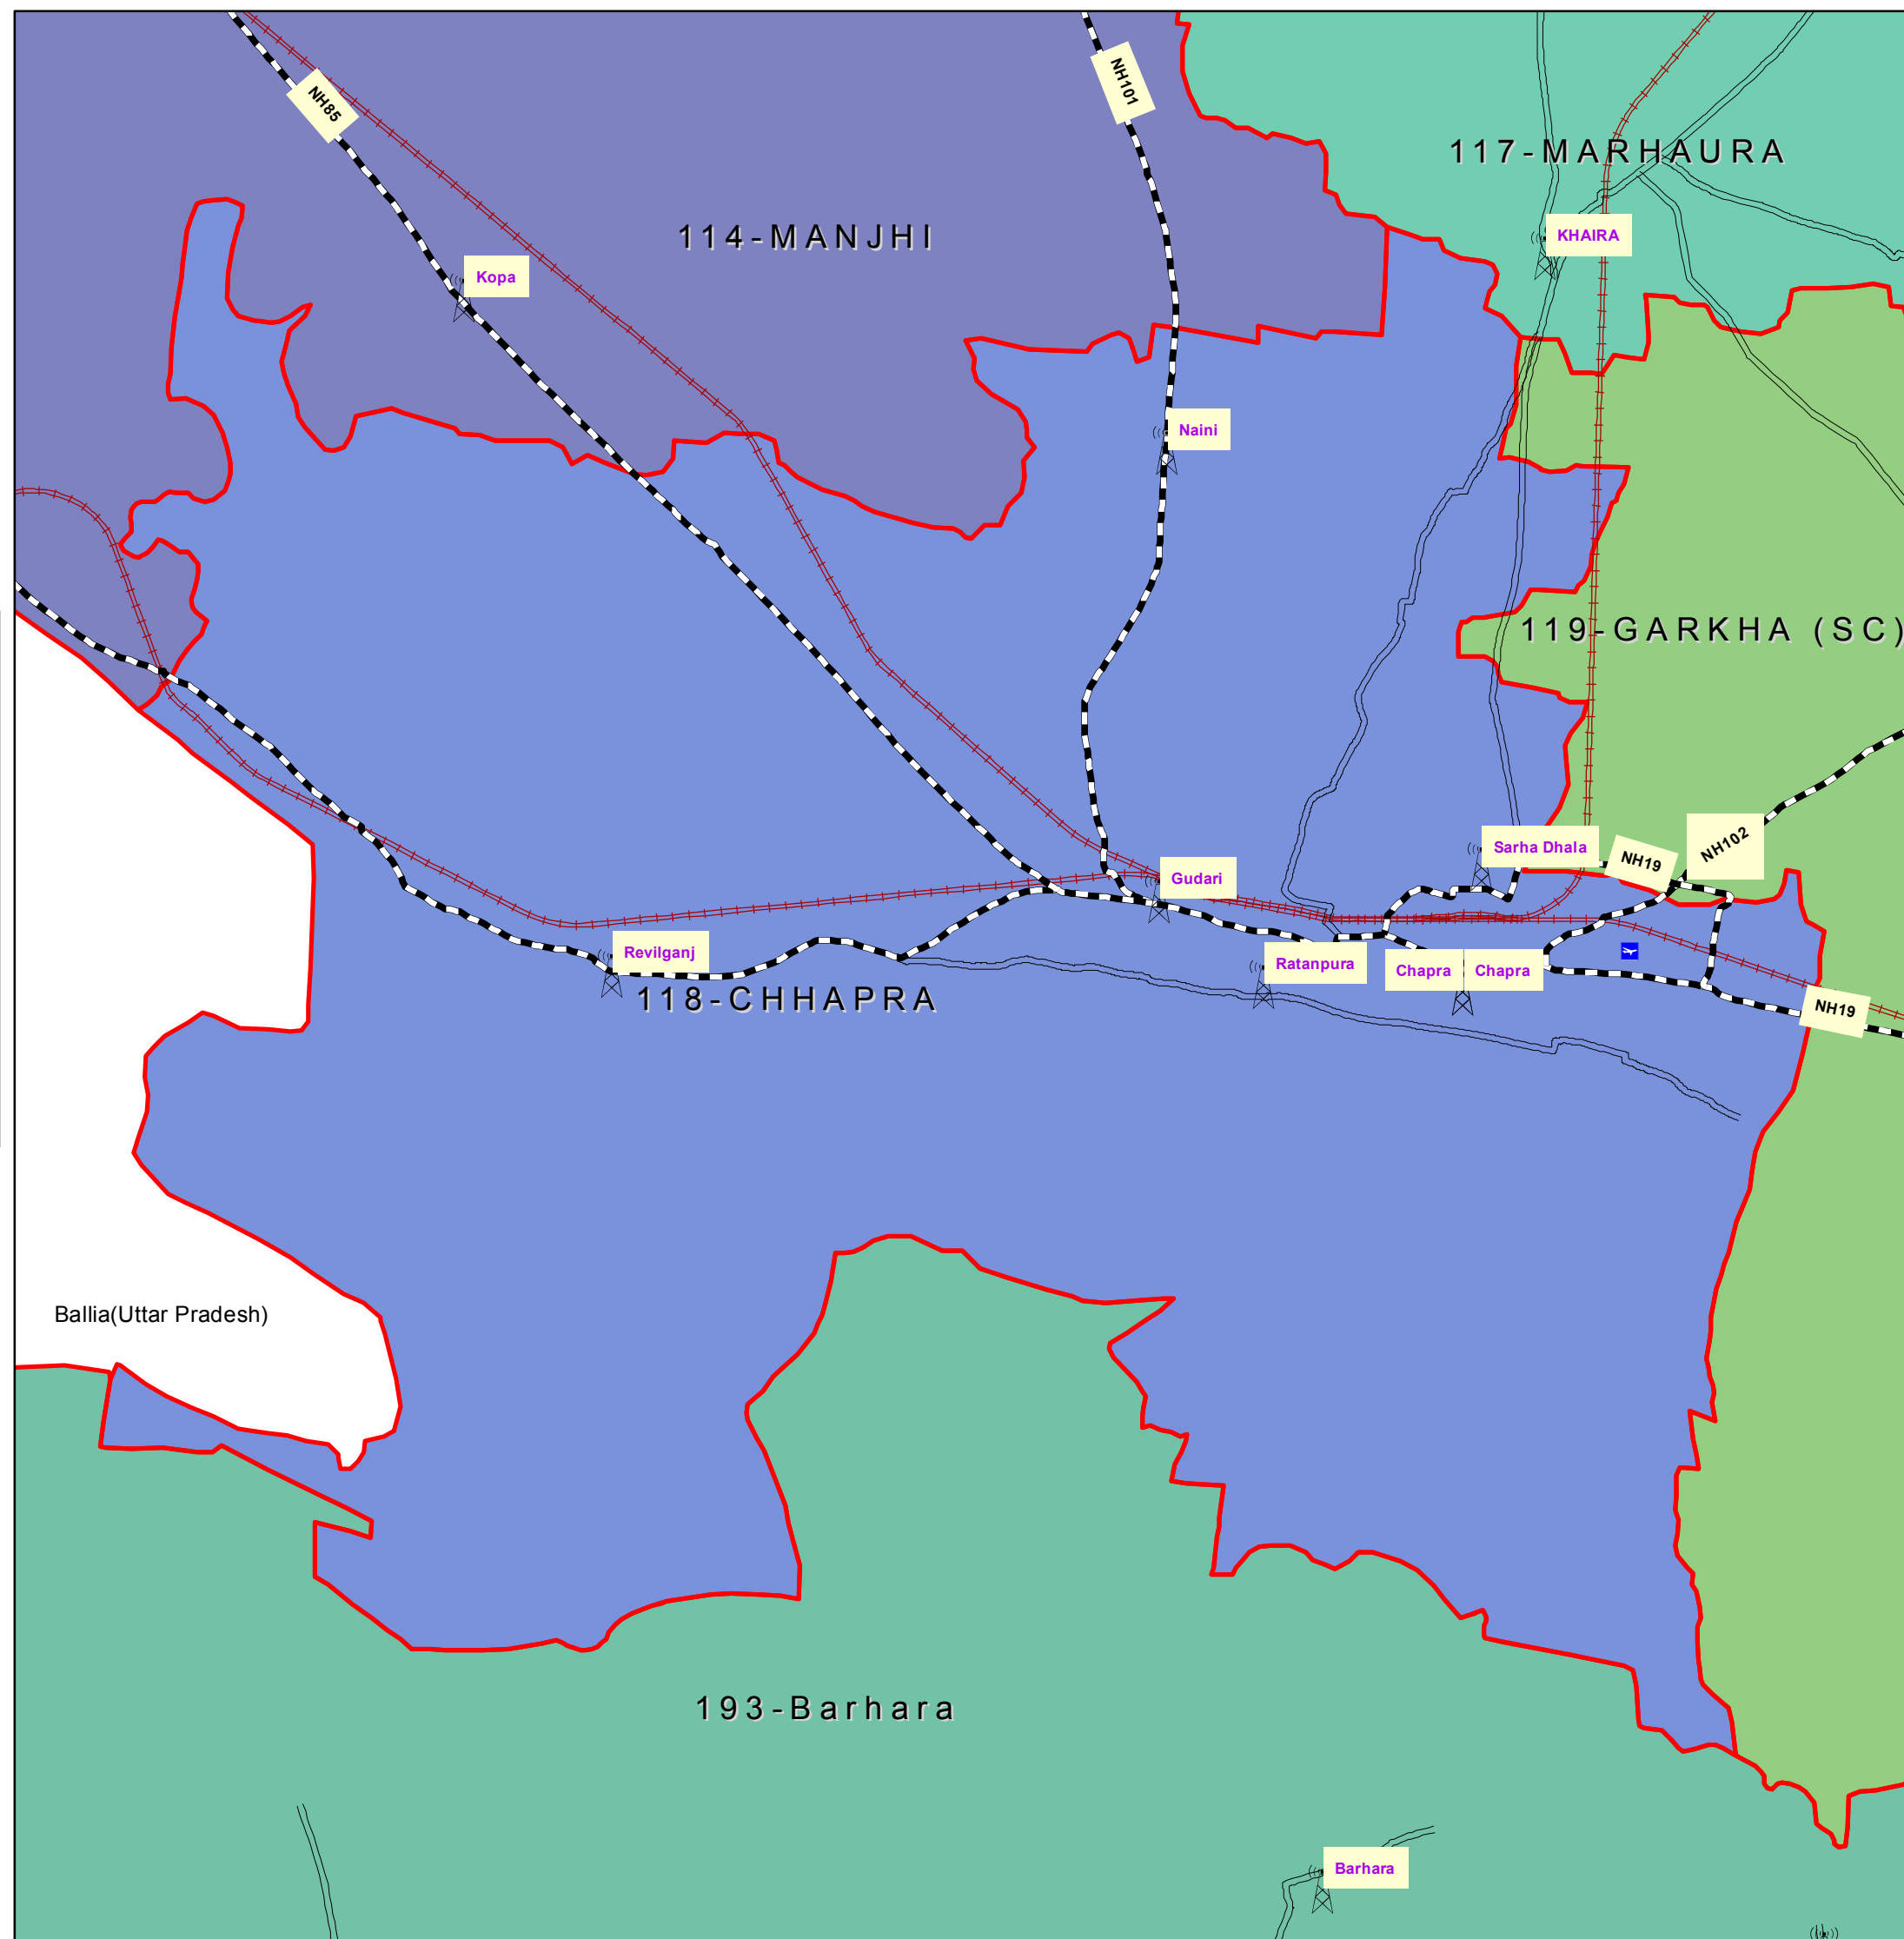 NH85
NH101
117-MARHAURA
114-MANJHI
KHAIRA
Kopa
Naini
119-GARKHA (SC)
Sarha Dhala
NH19
NH102
Gudari
Revilganj
Ratanpura
Chapra
Chapra
118-CHHAPRA
NH19
Ballia(Uttar Pradesh)
193-Barhara
Barhara